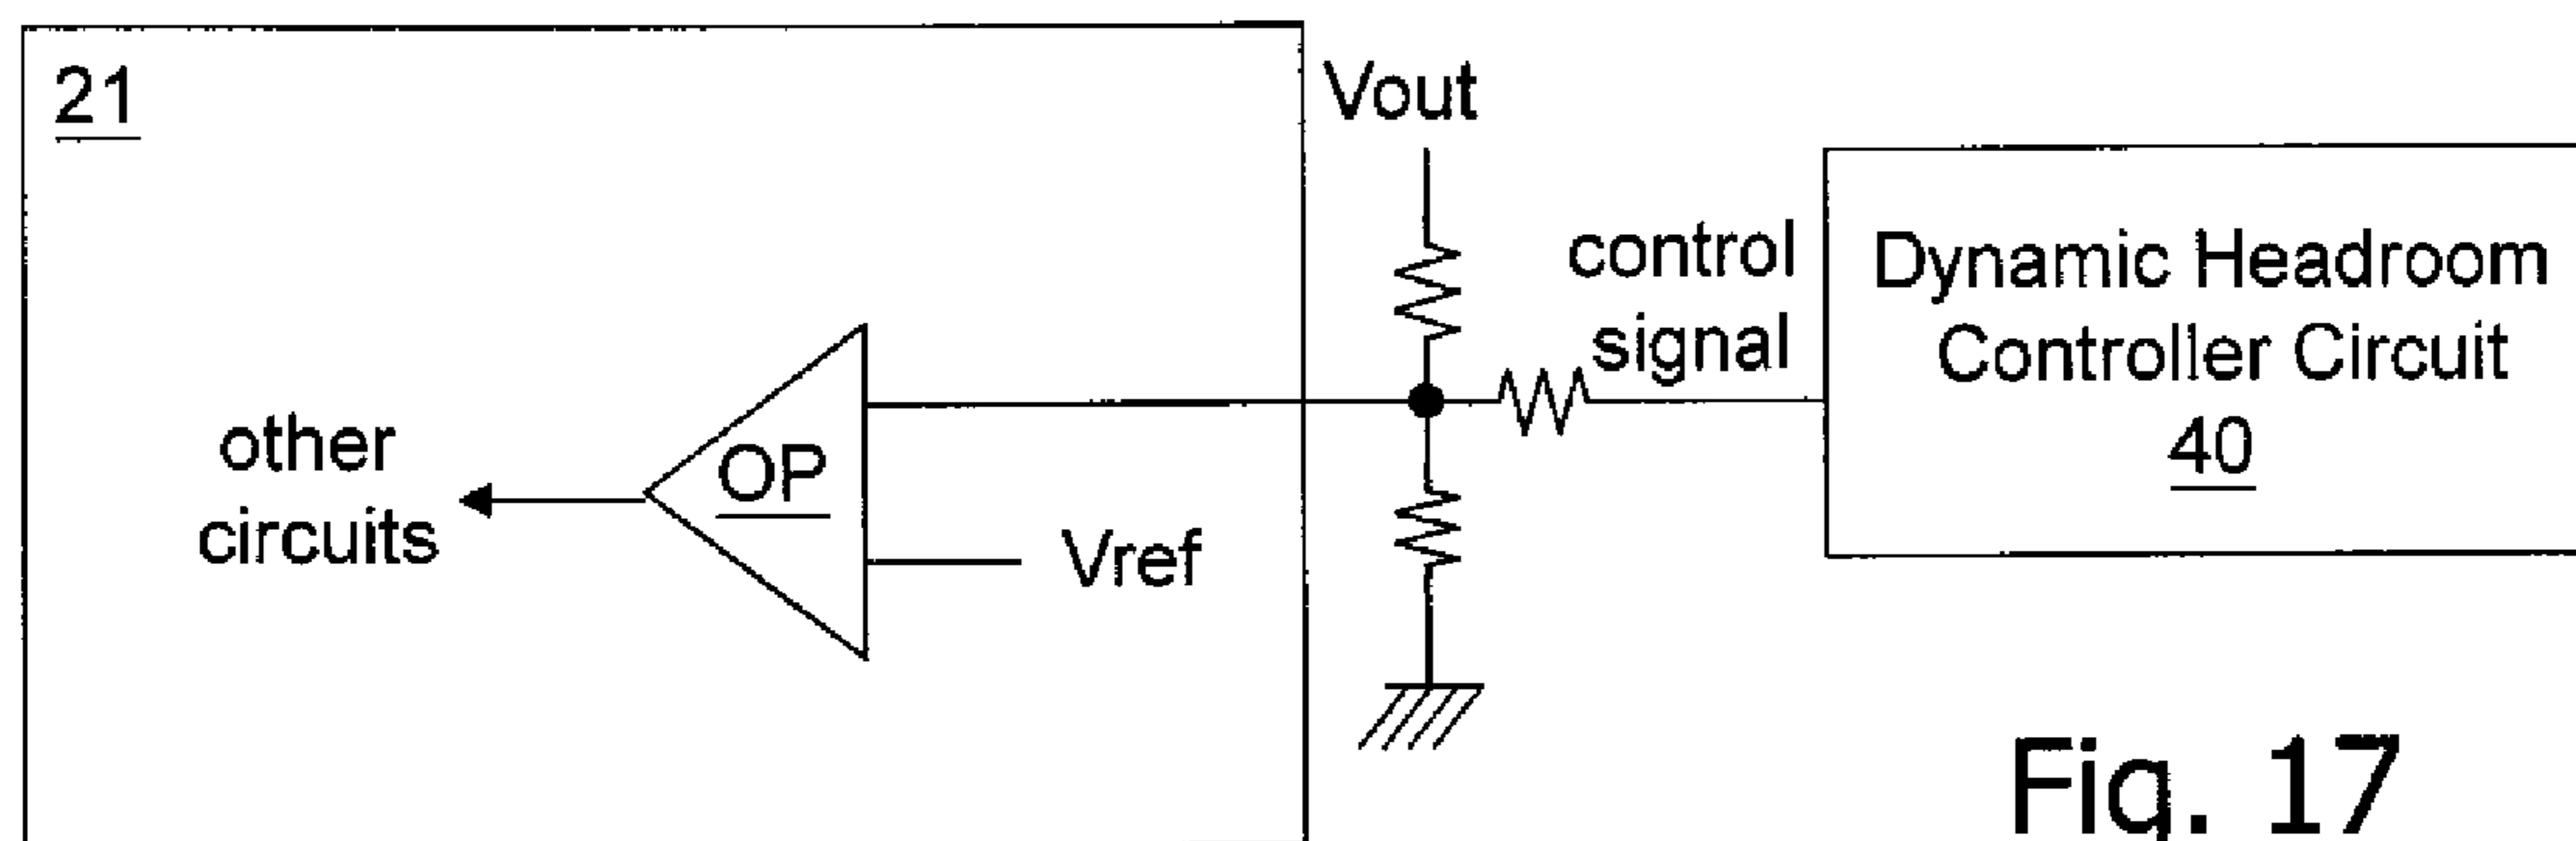 21
Vout
control
signal
Dynamic Headroom
Controller Circuit
40
other
circuits
OP
Vref
Fig. 17